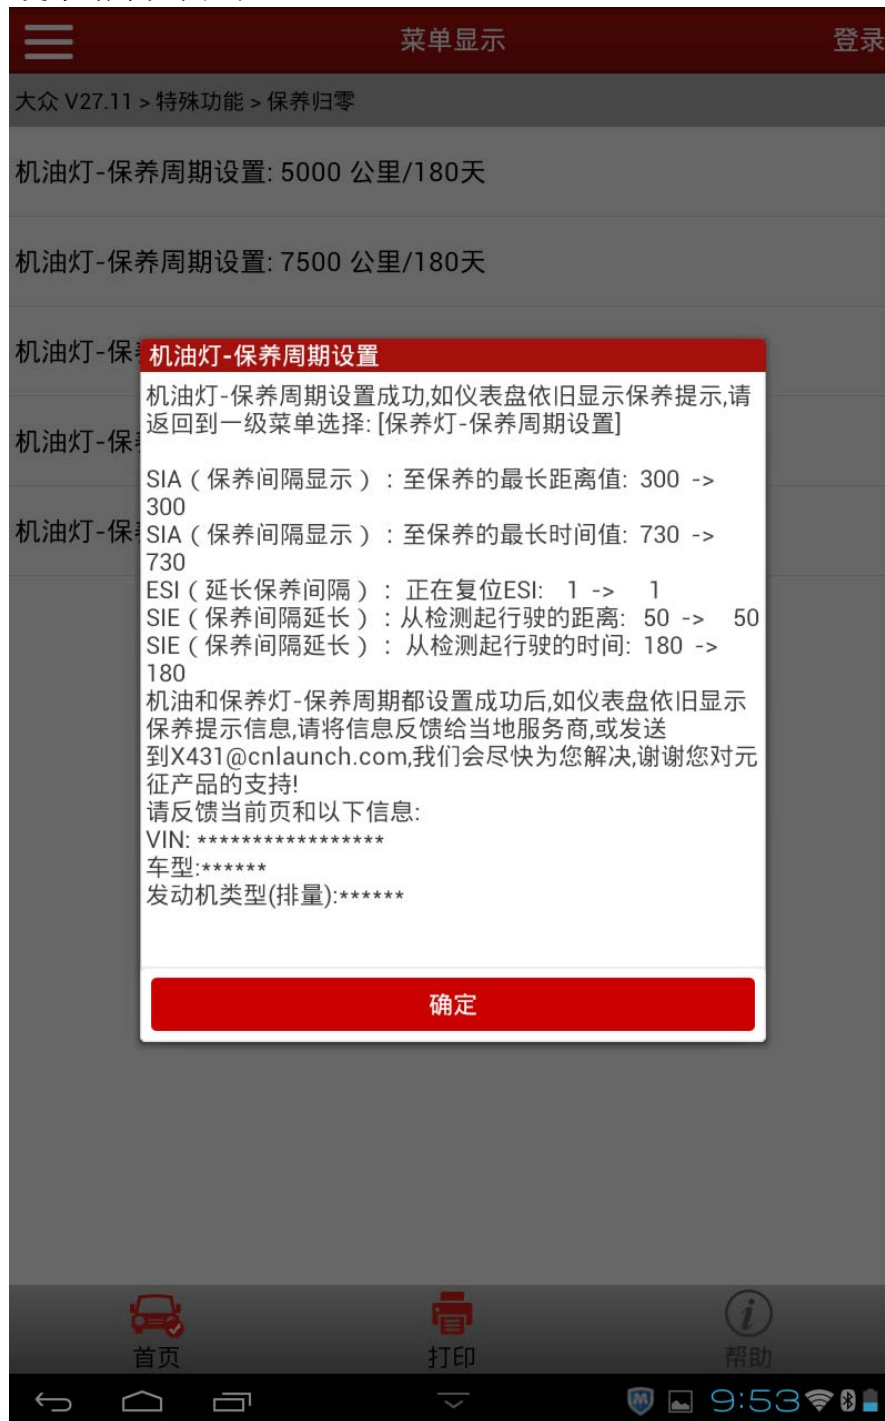 菜单显示
登录
大众 V27.11 > 特殊功能 > 保养归零
机油灯-保养周期设置: 5000 公里/180天
机油灯-保养周期设置: 7500 公里/180天
机油灯-保
机油灯-保
机油灯-保
机油灯-保养周期设置
机油灯-保养周期设置成功,如仪表盘依旧显示保养提示,请
返回到一级菜单选择: [保养灯-保养周期设置]
SIA ( 保养间隔显示 ) : 至保养的最长距离值: 300 ->
300
SIA ( 保养间隔显示 ) : 至保养的最长时间值: 730 ->
730
ESI ( 延长保养间隔 ) : 正在复位ESI: 1 -> 1
SIE ( 保养间隔延长 ) : 从检测起行驶的距离: 50 -> 50
SIE ( 保养间隔延长 ) : 从检测起行驶的时间: 180 ->
180
机油和保养灯-保养周期都设置成功后,如仪表盘依旧显示
保养提示信息,请将信息反馈给当地服务商,或发送
到X431@cnlaunch.com,我们会尽快为您解决,谢谢您对元
征产品的支持!
请反馈当前页和以下信息:
VIN: *****************
车型:******
发动机类型(排量):******
确定
首页
打印
帮助
9:53